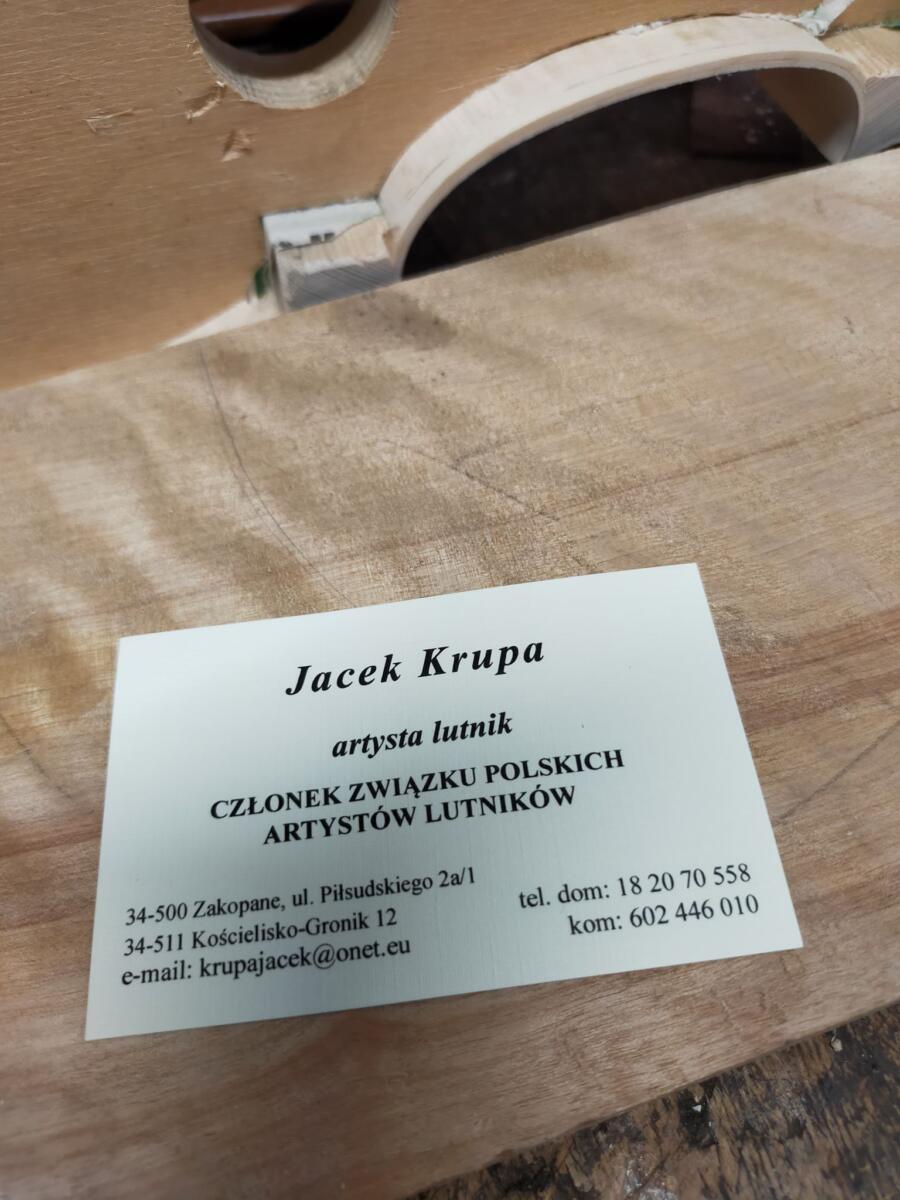 Jacek Krupa
artysta lutnik
CZŁONEK ZWIĄZKU POLSKICH
ARTYSTÓW LUTNIKÓW
34-500 Zakopane, ul. Piłsudskiego 2a/1
34-511 Kościelisko-Gronik 12
e-mail: krupajacek@onet.eu
tel. dom: 18 20 70 558
kom: 602 446 010